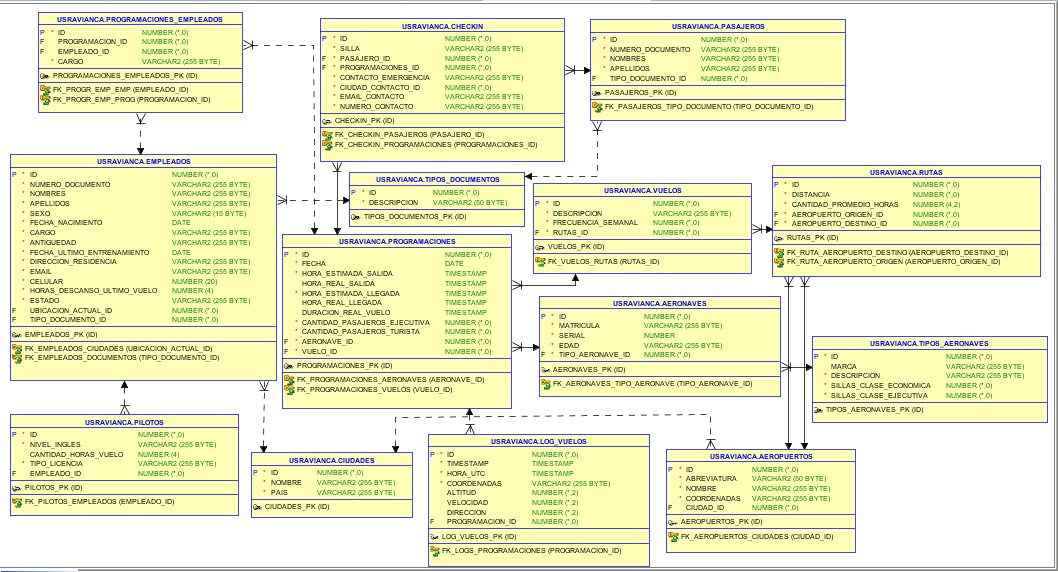 USRAVIANCA.PROGRAMACIONES_EMPLEADOS
P * ID NUMBER (*,0)
F PROGRAMACION_ID NUMBER (*,0)
F EMPLEADO_ID NUMBER (*,0)
* CARGO VARCHAR2 (255 BYTE)
PROGRAMACIONES_EMPLEADOS_PK (ID)
FK_PROGR_EMP_EMP (EMPLEADO_ID)
FK_PROGR_EMP_PROG (PROGRAMACION_ID)
USRAVIANCA.CHECKIN
P * ID NUMBER (*,0)
* SILLA VARCHAR2 (255 BYTE)
F * PASAJERO_ID NUMBER (*,0)
F * PROGRAMACIONES_ID NUMBER (*,0)
* CONTACTO_EMERGENCIA VARCHAR2 (255 BYTE)
* CIUDAD_CONTACTO_ID NUMBER (*,0)
* EMAIL_CONTACTO VARCHAR2 (255 BYTE)
* NUMERO_CONTACTO VARCHAR2 (255 BYTE)
CHECKIN_PK (ID)
FK_CHECKIN_PASAJEROS (PASAJERO_ID)
FK_CHECKIN_PROGRAMACIONES (PROGRAMACIONES_ID)
USRAVIANCA.PASAJEROS
P * ID NUMBER (*,0)
* NUMERO_DOCUMENTO VARCHAR2 (255 BYTE)
* NOMBRES VARCHAR2 (255 BYTE)
* APELLIDOS VARCHAR2 (255 BYTE)
F TIPO_DOCUMENTO_ID NUMBER (*,0)
PASAJEROS_PK (ID)
FK_PASAJEROS_TIPO_DOCUMENTO (TIPO_DOCUMENTO_ID)
USRAVIANCA.EMPLEADOS
P * ID NUMBER (*,0)
* NUMERO_DOCUMENTO VARCHAR2 (255 BYTE)
* NOMBRES VARCHAR2 (255 BYTE)
* APELLIDOS VARCHAR2 (255 BYTE)
* SEXO VARCHAR2 (15 BYTE)
* FECHA_NACIMIENTO DATE
* CARGO VARCHAR2 (255 BYTE)
* ANTIGUEDAD VARCHAR2 (255 BYTE)
* FECHA_ULTIMO_ENTRENAMIENTO DATE
* DIRECCION_RESIDENCIA VARCHAR2 (255 BYTE)
* EMAIL VARCHAR2 (255 BYTE)
* CELULAR NUMBER (20)
* HORAS_DESCANSO_ULTIMO_VUELO NUMBER (4)
* ESTADO VARCHAR2 (255 BYTE)
F UBICACION_ACTUAL_ID NUMBER (*,0)
F TIPO_DOCUMENTO_ID NUMBER (*,0)
EMPLEADOS_PK (ID)
FK_EMPLEADOS_CIUDADES (UBICACION_ACTUAL_ID)
FK_EMPLEADOS_DOCUMENTOS (TIPO_DOCUMENTO_ID)
USRAVIANCA.TIPOS_DOCUMENTOS
P * ID NUMBER (*,0)
* DESCRIPCION VARCHAR2 (50 BYTE)
TIPOS_DOCUMENTOS_PK (ID)
USRAVIANCA.VUELOS
P * ID NUMBER (*,0)
* DESCRIPCION VARCHAR2 (255 BYTE)
* FRECUENCIA_SEMANAL NUMBER (*,0)
F * RUTAS_ID NUMBER (*,0)
VUELOS_PK (ID)
FK_VUELOS_RUTAS (RUTAS_ID)
USRAVIANCA.RUTAS
P * ID NUMBER (*,0)
* DISTANCIA NUMBER (*,0)
* CANTIDAD_PROMEDIO_HORAS NUMBER (4,2)
F * AEROPUERTO_ORIGEN_ID NUMBER (*,0)
F * AEROPUERTO_DESTINO_ID NUMBER (*,0)
RUTAS_PK (ID)
FK_RUTA_AEROPUERTO_DESTINO (AEROPUERTO_DESTINO_ID)
FK_RUTA_AEROPUERTO_ORIGEN (AEROPUERTO_ORIGEN_ID)
USRAVIANCA.PROGRAMACIONES
P * ID NUMBER (*,0)
* FECHA DATE
* HORA_ESTIMADA_SALIDA TIMESTAMP
HORA_REAL_SALIDA TIMESTAMP
* HORA_ESTIMADA_LLEGADA TIMESTAMP
HORA_REAL_LLEGADA TIMESTAMP
DURACION_REAL_VUELO TIMESTAMP
* CANTIDAD_PASAJEROS_EJECUTIVA NUMBER (*,0)
* CANTIDAD_PASAJEROS_TURISTA NUMBER (*,0)
F * AERONAVE_ID NUMBER (*,0)
F * VUELO_ID NUMBER (*,0)
PROGRAMACIONES_PK (ID)
FK_PROGRAMACIONES_AERONAVES (AERONAVE_ID)
FK_PROGRAMACIONES_VUELOS (VUELO_ID)
USRAVIANCA.AERONAVES
P * ID NUMBER (*,0)
* MATRICULA VARCHAR2 (255 BYTE)
* SERIAL NUMBER
* EDAD VARCHAR2 (255 BYTE)
F * TIPO_AERONAVE_ID NUMBER (*,0)
AERONAVES_PK (ID)
FK_AERONAVES_TIPO_AERONAVE (TIPO_AERONAVE_ID)
USRAVIANCA.TIPOS_AERONAVES
P * ID NUMBER (*,0)
MARCA VARCHAR2 (255 BYTE)
* DESCRIPCION VARCHAR2 (255 BYTE)
* SILLAS_CLASE_ECONOMICA NUMBER (*,0)
* SILLAS_CLASE_EJECUTIVA NUMBER (*,0)
TIPOS_AERONAVES_PK (ID)
USRAVIANCA.PILOTOS
P * ID NUMBER (*,0)
* NIVEL_INGLES VARCHAR2 (255 BYTE)
CANTIDAD_HORAS_VUELO NUMBER (4)
* TIPO_LICENCIA VARCHAR2 (255 BYTE)
F EMPLEADO_ID NUMBER (*,0)
PILOTOS_PK (ID)
FK_PILOTOS_EMPLEADOS (EMPLEADO_ID)
USRAVIANCA.CIUDADES
P * ID NUMBER (*,0)
* NOMBRE VARCHAR2 (255 BYTE)
* PAIS VARCHAR2 (255 BYTE)
CIUDADES_PK (ID)
USRAVIANCA.LOG_VUELOS
P * ID NUMBER (*,0)
* TIMESTAMP TIMESTAMP
* HORA_UTC TIMESTAMP
* COORDENADAS VARCHAR2 (255 BYTE)
ALTITUD NUMBER (*,2)
VELOCIDAD NUMBER (*,2)
DIRECCION NUMBER (*,2)
F PROGRAMACION_ID NUMBER (*,0)
LOG_VUELOS_PK (ID)
FK_LOGS_PROGRAMACIONES (PROGRAMACION_ID)
USRAVIANCA.AEROPUERTOS
P * ID NUMBER (*,0)
* ABREVIATURA VARCHAR2 (50 BYTE)
* NOMBRE VARCHAR2 (255 BYTE)
* COORDENADAS VARCHAR2 (255 BYTE)
F CIUDAD_ID NUMBER (*,0)
AEROPUERTOS_PK (ID)
FK_AEROPUERTOS_CIUDADES (CIUDAD_ID)